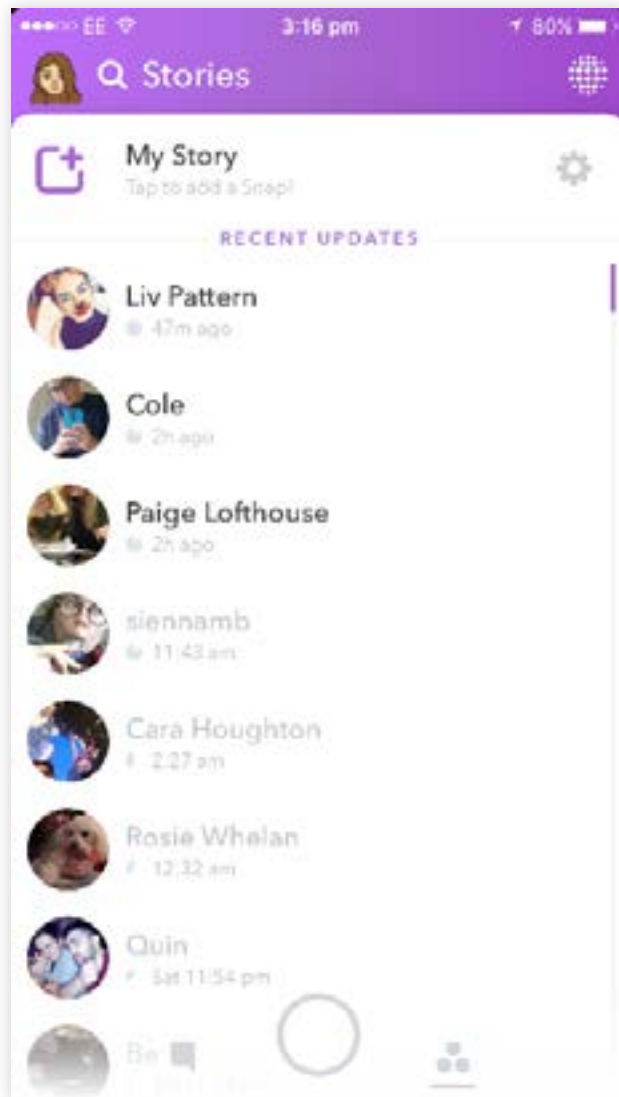 EE 3:16 pm 80%
Stories
My Story
Tap to add a Snap!
RECENT UPDATES
Liv Pattern
47m ago
Cole
2h ago
Paige Lofthouse
2h ago
siennamb
11:43 am
Cara Houghton
2:27 am
Rosie Whelan
12:32 am
Quin
Sat 11:54 pm
Be